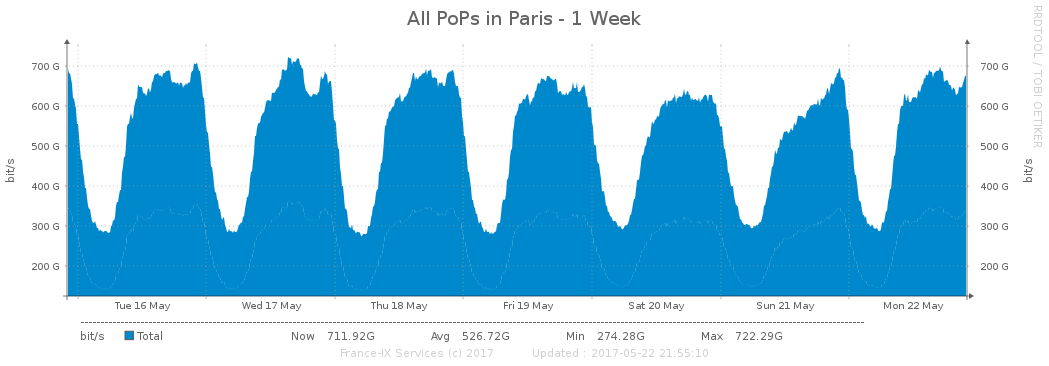 All PoPs in Paris - 1 Week
RRDTOOL / TOBI OETIKER
700 G 700 G
600 G 600 G
500 G 500 G
400 G 400 G
300 G 300 G
200 G 200 G
bit/s bit/s
Tue 16 May Wed 17 May Thu 18 May Fri 19 May Sat 20 May Sun 21 May Mon 22 May
bit/s Total Now 711.92G Avg 526.72G Min 274.28G Max 722.29G
France-IX Services (c) 2017 Updated : 2017-05-22 21:55:10